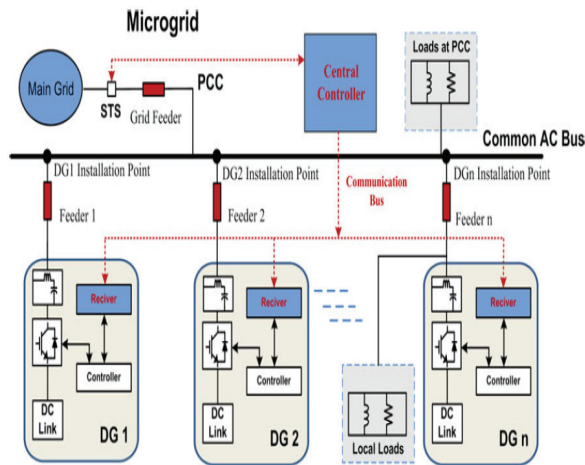 Microgrid
Main Grid
STS
Grid Feeder
PCC
Central
Controller
Loads at PCC
Common AC Bus
DG1 Installation Point
DG2 Installation Point
DGn Installation Point
Communication
Bus
Feeder 1
Feeder 2
Feeder n
Reciver
Controller
DC
Link
DG 1
Reciver
Controller
DC
Link
DG 2
Local Loads
Reciver
Controller
DC
Link
DG n